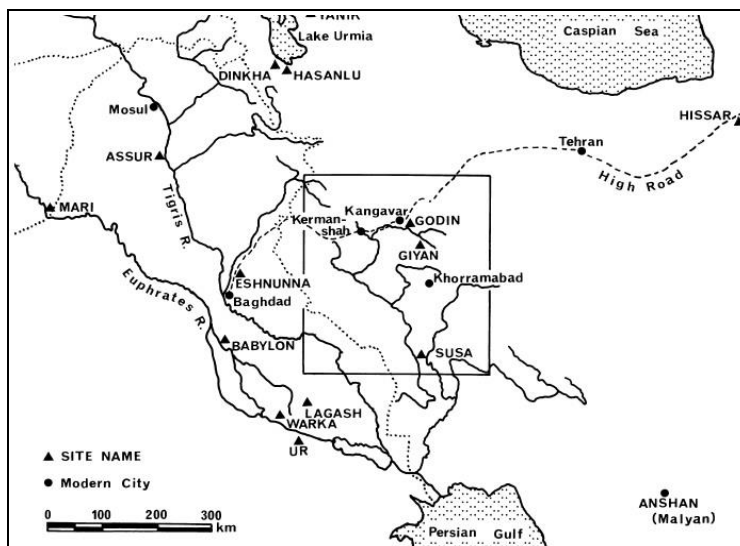 YANIK
Lake Urmia
Caspian Sea
DINKHA
HASANLU
Mosul
HISSAR
Tehran
ASSUR
High Road
MARI
Tigris R.
Kangavar
Kerman-
shah
GODIN
GIYAN
Euphrates R.
ESHNUNNA
Khorramabad
Baghdad
BABYLON
SUSA
LAGASH
WARKA
UR
SITE NAME
Modern City
0 100 200 300
km
ANSHAN
(Malyan)
Persian Gulf